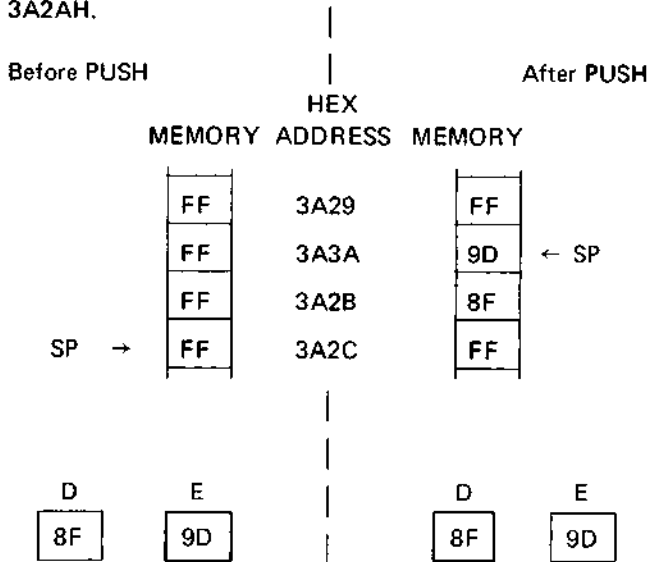 3A2AH.
Before PUSH After PUSH
HEX
MEMORY ADDRESS MEMORY
FF 3A29 FF
FF 3A3A 9D ← SP
FF 3A2B 8F
SP → FF 3A2C FF
D E D E
8F 9D 8F 9D